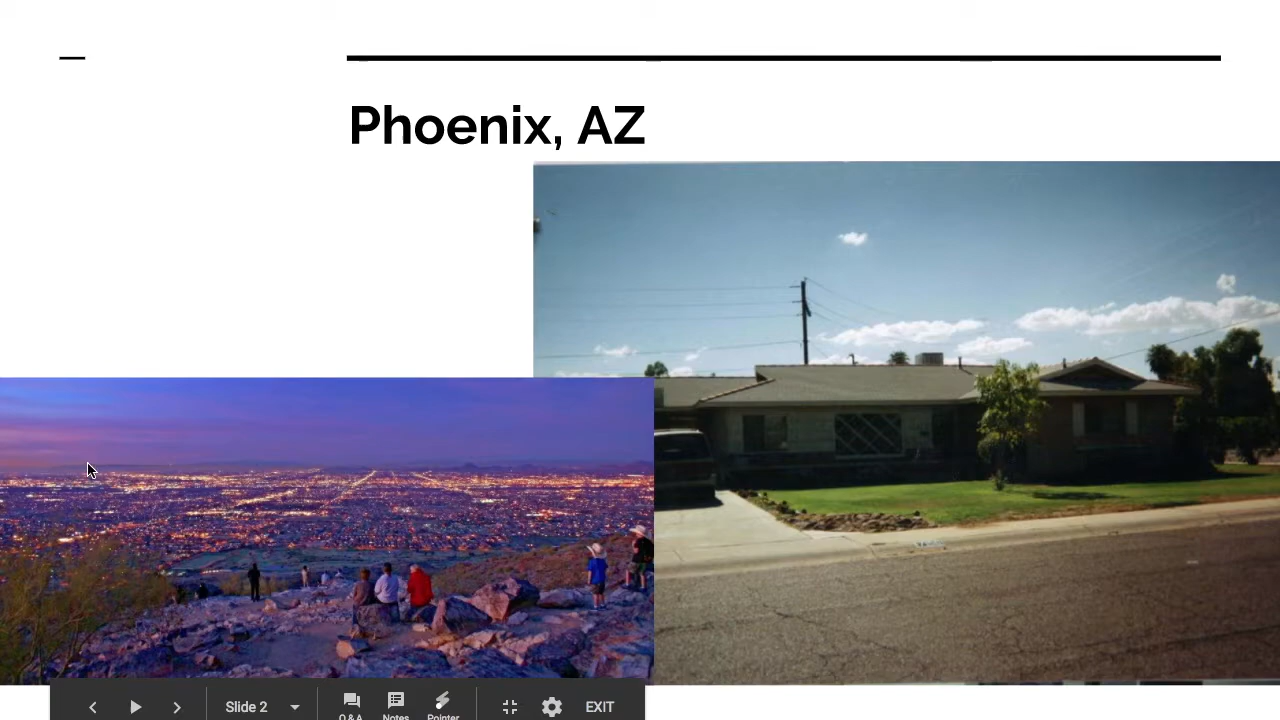 Phoenix, AZ
Slide 2
Q&A
Notes
Pointer
EXIT